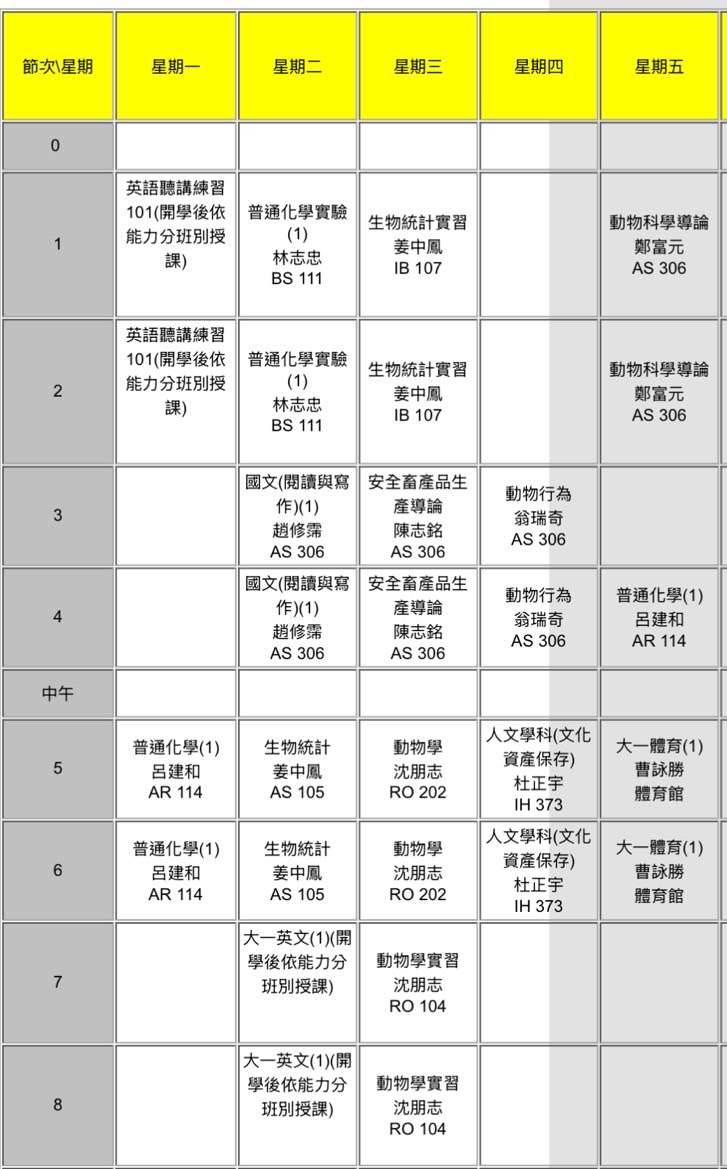 節次\星期 星期一 星期二 星期三 星期四 星期五
0
1
英語聽講練習
101(開學後依
能力分班別授
課)
普通化學實驗
(1)
林志忠
BS 111
生物統計實習
姜中鳳
IB 107
動物科學導論
鄭富元
AS 306
2
英語聽講練習
101(開學後依
能力分班別授
課)
普通化學實驗
(1)
林志忠
BS 111
生物統計實習
姜中鳳
IB 107
動物科學導論
鄭富元
AS 306
3
國文(閱讀與寫
作)(1)
趙修霈
AS 306
安全畜產品生
產導論
陳志銘
AS 306
動物行為
翁瑞奇
AS 306
4
國文(閱讀與寫
作)(1)
趙修霈
AS 306
安全畜產品生
產導論
陳志銘
AS 306
動物行為
翁瑞奇
AS 306
普通化學(1)
呂建和
AR 114
中午
5
普通化學(1)
呂建和
AR 114
生物統計
姜中鳳
AS 105
動物學
沈朋志
RO 202
人文學科(文化
資產保存)
杜正宇
IH 373
大一體育(1)
曹詠勝
體育館
6
普通化學(1)
呂建和
AR 114
生物統計
姜中鳳
AS 105
動物學
沈朋志
RO 202
人文學科(文化
資產保存)
杜正宇
IH 373
大一體育(1)
曹詠勝
體育館
7
大一英文(1)(開
學後依能力分
班別授課)
動物學實習
沈朋志
RO 104
8
大一英文(1)(開
學後依能力分
班別授課)
動物學實習
沈朋志
RO 104